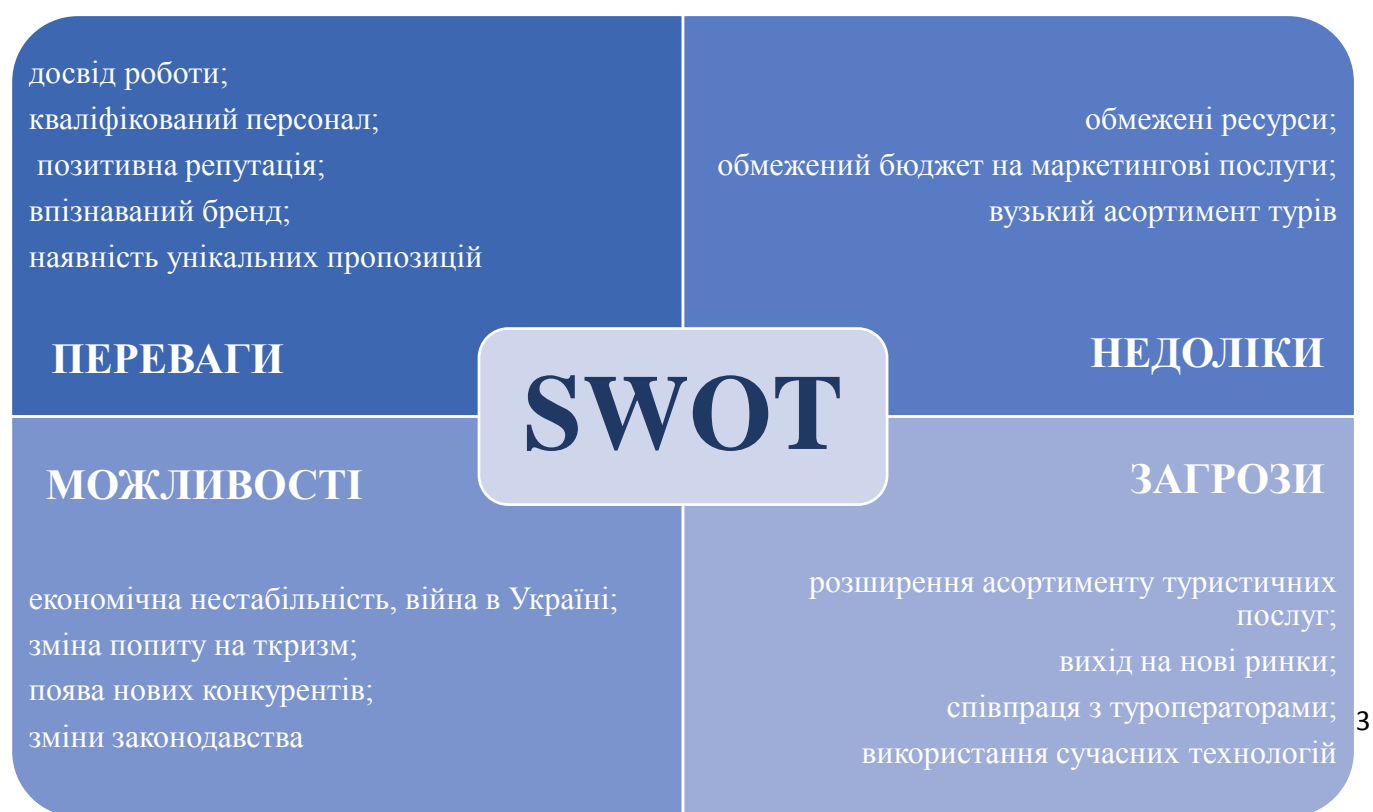 досвід роботи;
кваліфікований персонал;
позитивна репутація;
впізнаваний бренд;
наявність унікальних пропозицій
ПЕРЕВАГИ
обмежені ресурси;
обмежений бюджет на маркетингові послуги;
вузький асортимент турів
НЕДОЛІКИ
SWOT
МОЖЛИВОСТІ
економічна нестабільність, війна в Україні;
зміна попиту на ткризм;
поява нових конкурентів;
зміни законодавства
ЗАГРОЗИ
розширення асортименту туристичних
послуг;
вихід на нові ринки;
співпраця з туроператорами;
використання сучасних технологій
3